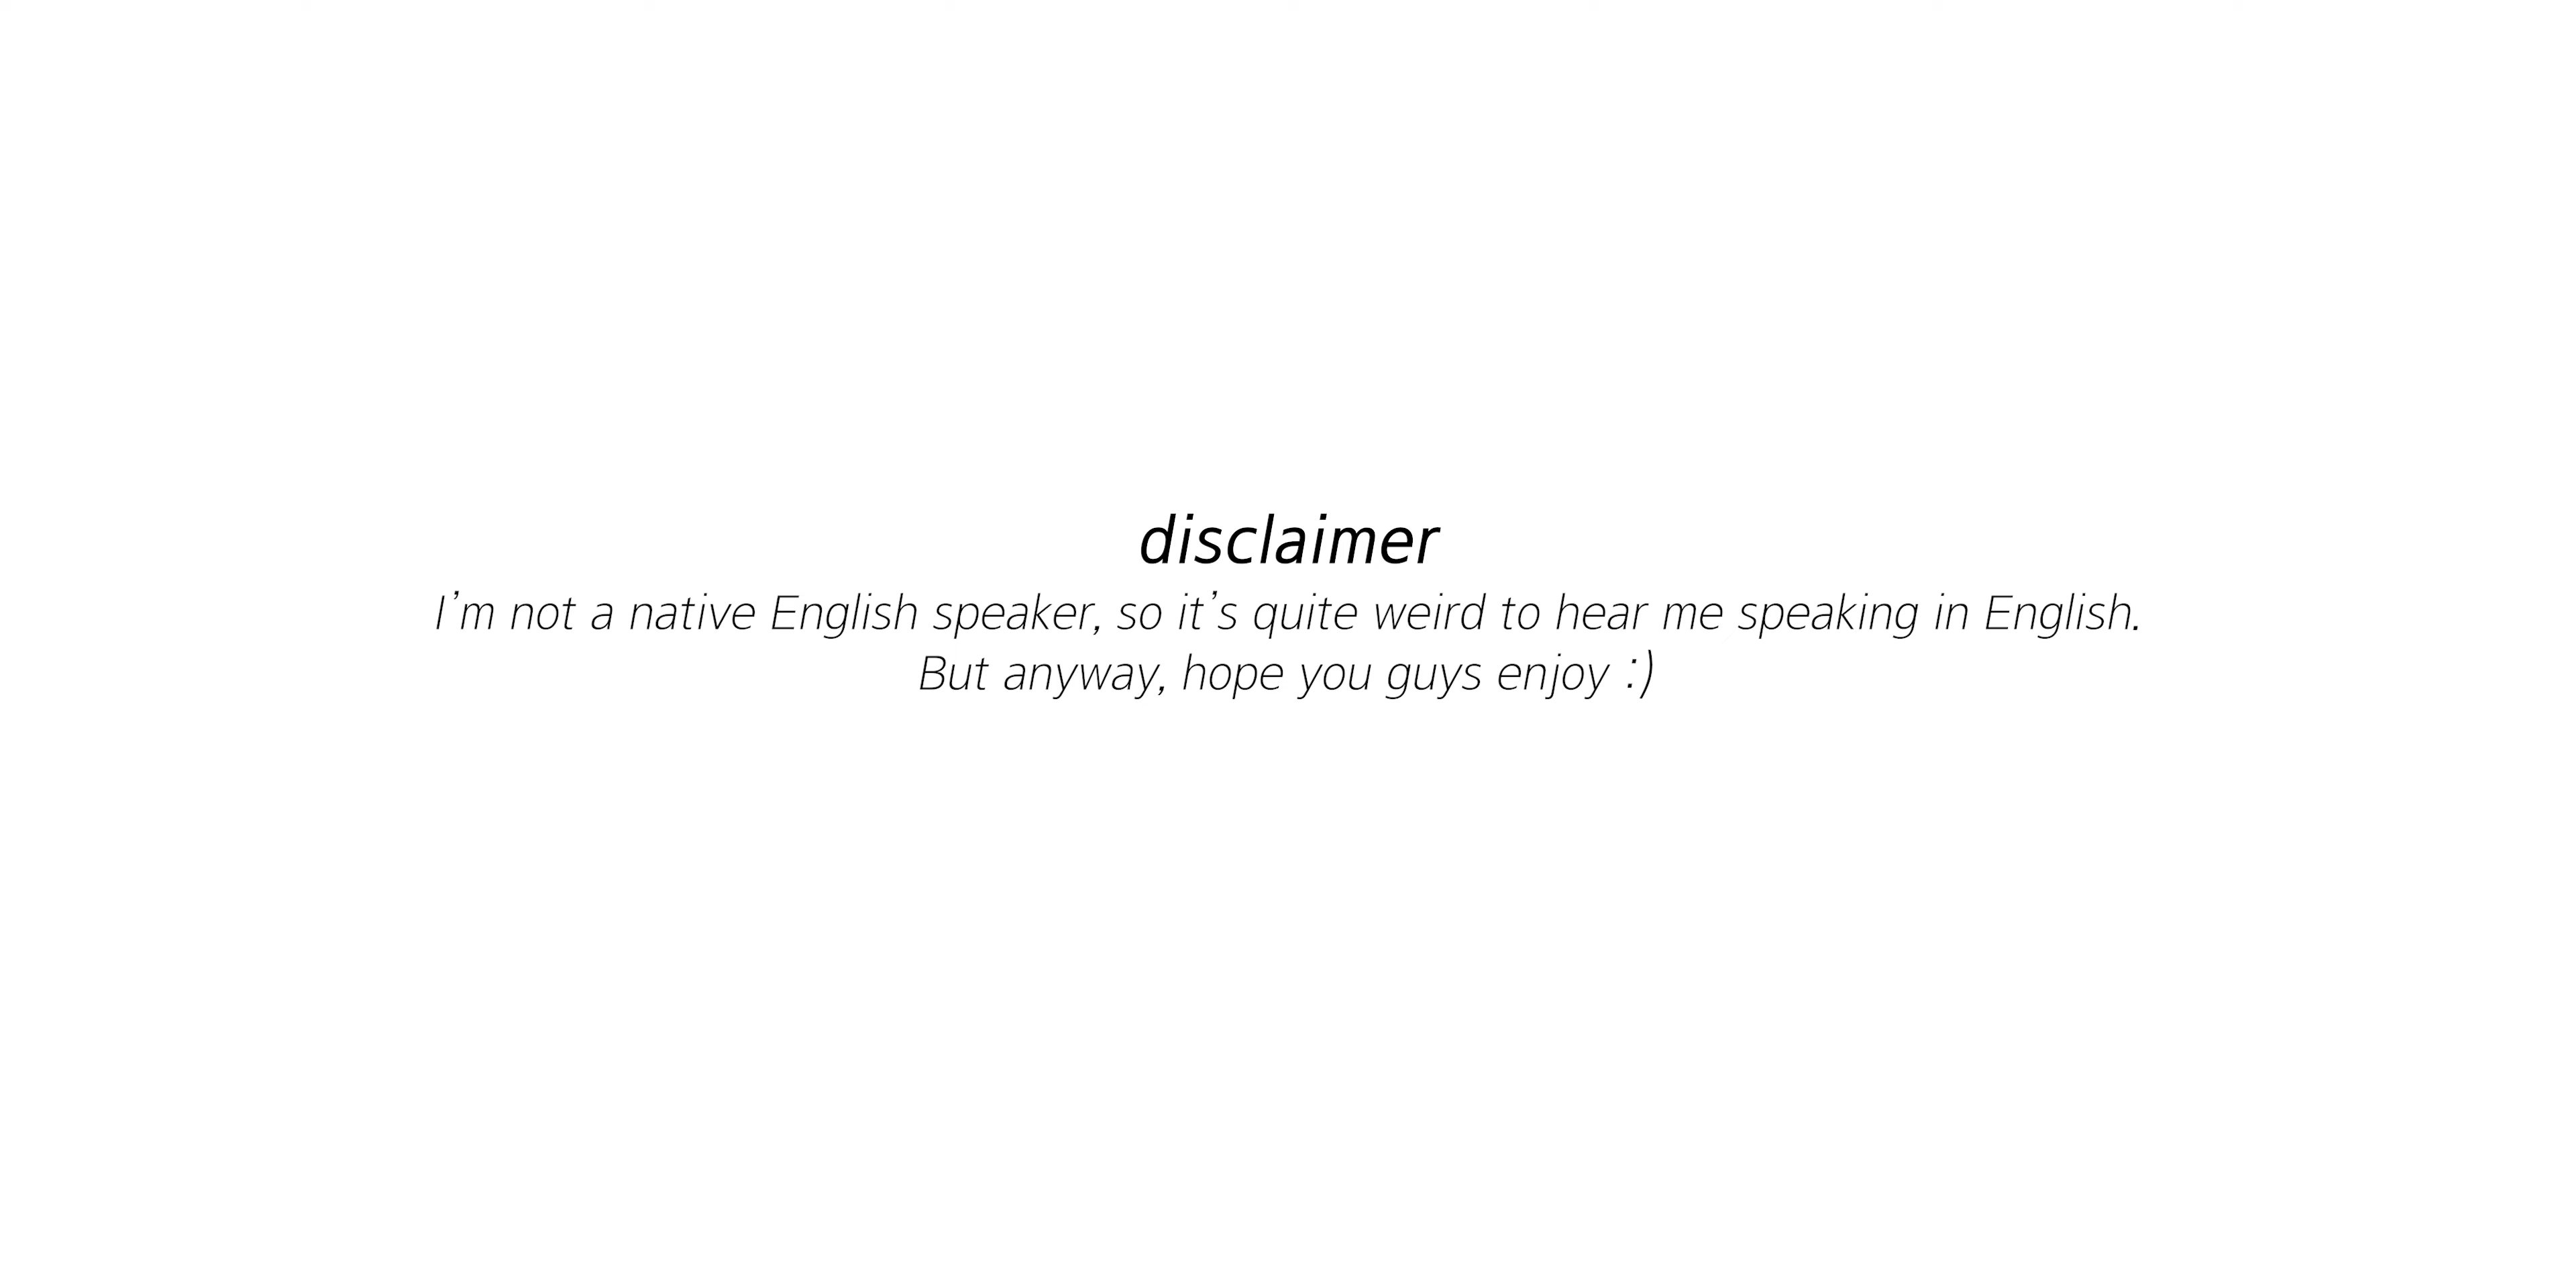 disclaimer
I’m not a native English speaker, so it’s quite weird to hear me speaking in English.
But anyway, hope you guys enjoy :)